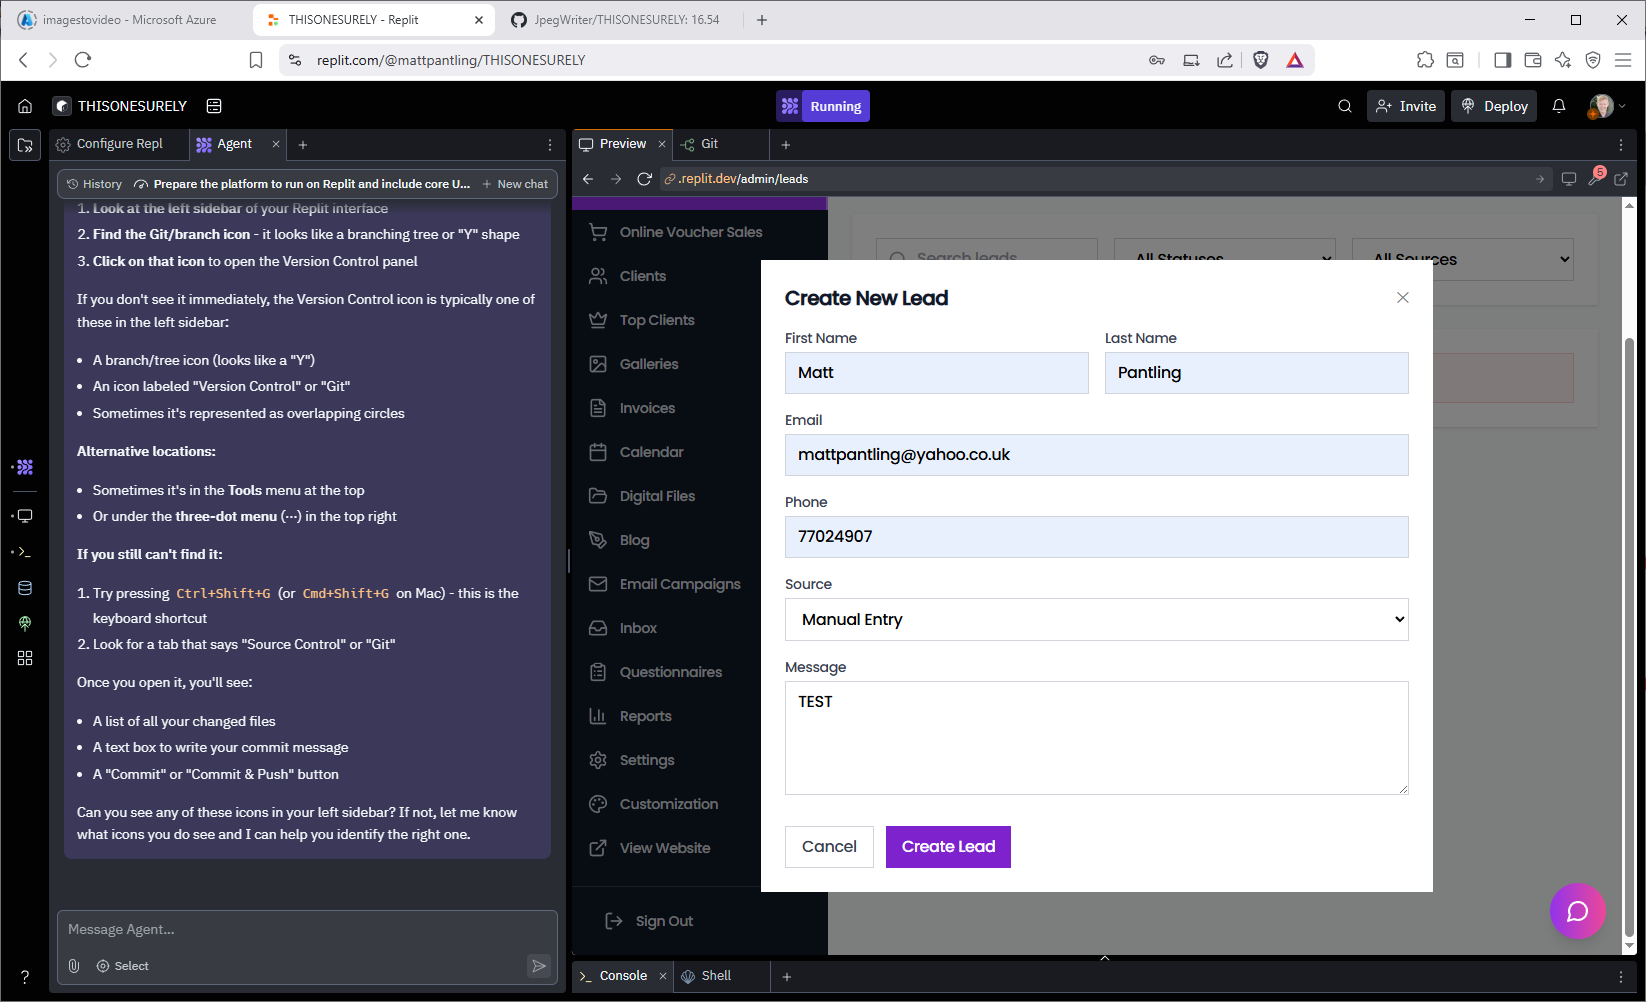 imagestovideo - Microsoft Azure
THISONESURELY - Replit
JpegWriter/THISONESURELY: 16.54
replit.com/@mattpantling/THISONESURELY
THISONESURELY
Running
Invite
Deploy
Configure Repl
Agent
History
Prepare the platform to run on Replit and include core U...
New chat
1. Look at the left sidebar of your Replit interface
2. Find the Git/branch icon - it looks like a branching tree or "Y" shape
3. Click on that icon to open the Version Control panel
If you don't see it immediately, the Version Control icon is typically one of
these in the left sidebar:
• A branch/tree icon (looks like a "Y")
• An icon labeled "Version Control" or "Git"
• Sometimes it's represented as overlapping circles
Alternative locations:
• Sometimes it's in the Tools menu at the top
• Or under the three-dot menu (⋯) in the top right
If you still can't find it:
1. Try pressing Ctrl+Shift+G (or Cmd+Shift+G on Mac) - this is the
keyboard shortcut
2. Look for a tab that says "Source Control" or "Git"
Once you open it, you'll see:
• A list of all your changed files
• A text box to write your commit message
• A "Commit" or "Commit & Push" button
Can you see any of these icons in your left sidebar? If not, let me know
what icons you do see and I can help you identify the right one.
Message Agent...
Select
?
Preview
Git
.replit.dev/admin/leads
5
Online Voucher Sales
Clients
Top Clients
Galleries
Invoices
Calendar
Digital Files
Blog
Email Campaigns
Inbox
Questionnaires
Reports
Settings
Customization
View Website
Sign Out
Search leads
All Statuses
All Sources
Create New Lead
First Name
Last Name
Matt
Pantling
Email
mattpantling@yahoo.co.uk
Phone
77024907
Source
Manual Entry
Message
TEST
Cancel
Create Lead
Console
Shell